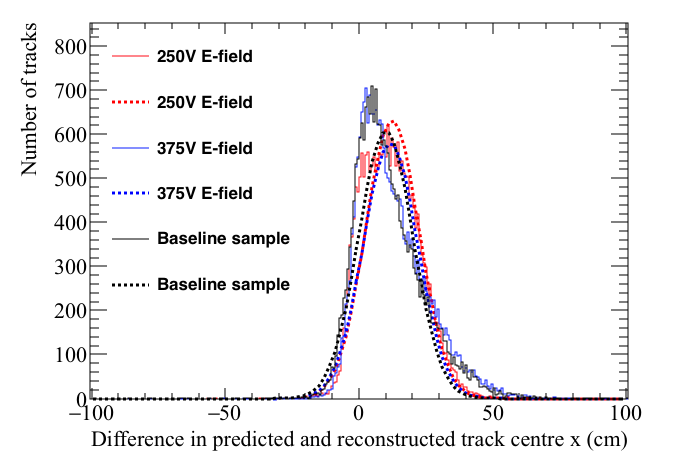 Number of tracks
800
700
600
500
400
300
200
100
0
250V E-field
250V E-field
375V E-field
375V E-field
Baseline sample
Baseline sample
−100 −50 0 50 100
Difference in predicted and reconstructed track centre x (cm)